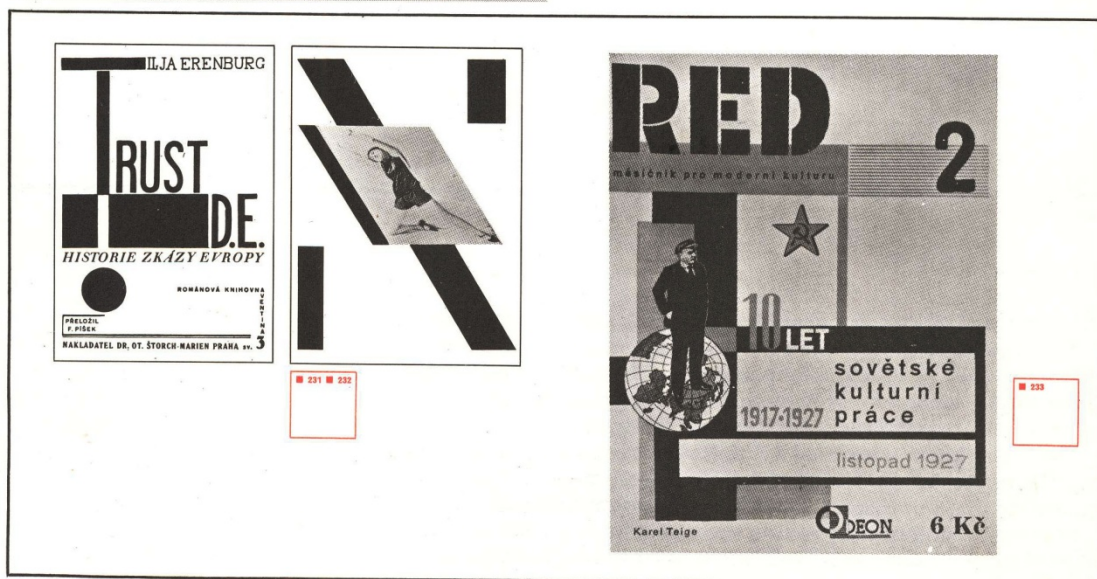 ILJA ERENBURG
TRUST
D.E.
HISTORIE ZKÁZY EVROPY
ROMÁNOVÁ KNIHOVNA
AVENTINA
PŘELOŽIL
F. PÍŠEK
NAKLADATEL DR. OT. ŠTORCH-MARIEN PRAHA SV. 3
■ 231 ■ 232
RED
2
měsíčník pro moderní kulturu
10 LET
sovětské
kulturní
1917-1927 práce
listopad 1927
Karel Teige
ODEON
6 Kč
■ 233